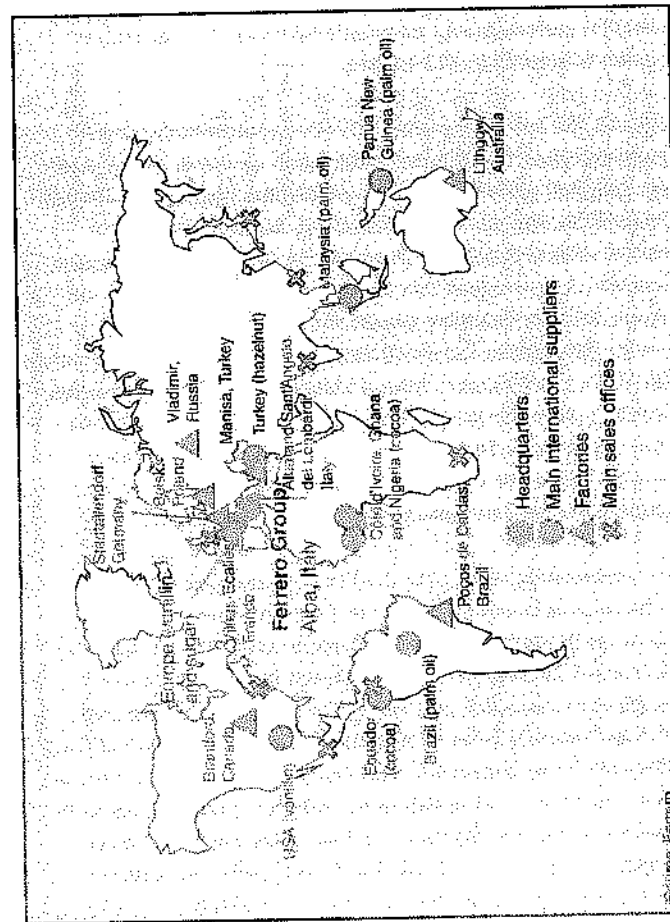 Stadtallendorf,
Germany
Europe (vanillin
and sugar)
Brantford,
Canada
USA (vanillin)
Villers Ecalles
France
Poland
Vladimir,
Russia
Manisa, Turkey
Turkey (hazelnut)
Ferrero Group
Alba, Italy
Alba and Sant'Angelo
dei Lombardi
Italy
Côte d'Ivoire, Ghana
and Nigeria (cocoa)
Malaysia (palm oil)
Papua New
Guinea (palm oil)
Lithgow
Australia
Ecuador
(cocoa)
Brazil (palm oil)
Poços de Caldas
Brazil
Headquarters
Main international suppliers
Factories
Main sales offices